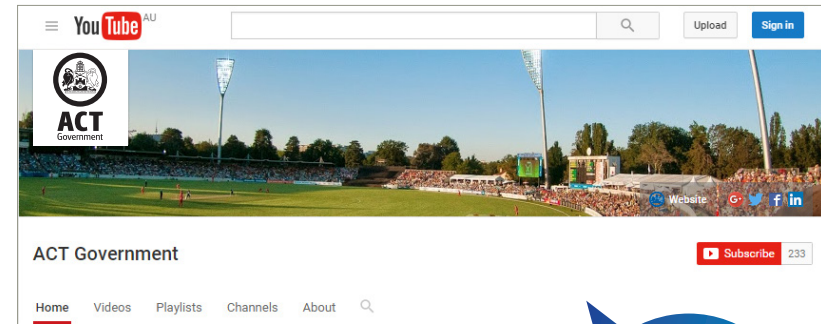 YouTube AU
Upload
Sign in
ACT
Government
Website
ACT Government
Subscribe 233
Home Videos Playlists Channels About